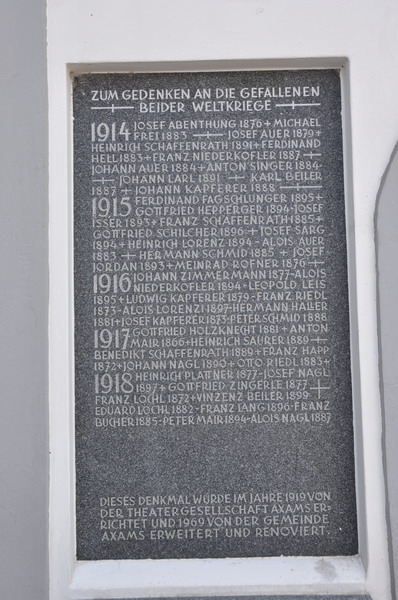 ZUM GEDENKEN AN DIE GEFALLENEN
BEIDER WELTKRIEGE
1914 JOSEF ABENTHUNG 1876+MICHAEL
FREI 1883 JOSEF AUER 1879+
HEINRICH SCHAFFENRATH 1891+FERDINAND
HELL 1883+FRANZ NIEDERKOFLER 1887
JOHANN AUER 1884+ANTON SINGER 1884
JOHANN LARL 1891 KARL BEILER
1887 + JOHANN KAPFERER 1888
1915 FERDINAND FAGSCHLUNGER 1895+
GOTTFRIED HEPPERGER 1894+JOSEF
ISSER 1893+FRANZ SCHAFFENRATH 1885+
GOTTFRIED SCHILCHER 1896+JOSEF SARG
1894+HEINRICH LORENZ 1894-ALOIS AUER
1883 + HERMANN SCHMID 1885 + JOSEF
JORDAN 1893+MEINRAD ROFNER 1876
1916 JOHANN ZIMMERMANN 1877-ALOIS
NIEDERKOFLER 1894+LEOPOLD LEIS
1895+LUDWIG KAPFERER 1879-FRANZ RIEDL
1873-ALOIS LORENZI 1897-HERMANN HALLER
1881+JOSEF KAPFERER 1873-PETER SCHMID 1888
1917 GOTTFRIED HOLZKNECHT 1881+ANTON
MAIR 1866+HEINRICH SAURER 1889
BENEDIKT SCHAFFENRATH 1889+FRANZ HAPP
1872+JOHANN NAGL 1890+OTTO RIEDL 1883+
1918 HEINRICH PLATTNER 1877-JOSEF NAGL
1897+GOTTFRIED ZINGERLE 1877
FRANZ LÖCHL 1872+VINZENZ BEILER 1899
EDUARD LÖCHL 1882-FRANZ LANG 1896-FRANZ
BUCHER 1885-PETER MAIR 1894-ALOIS NAGL 1887
DIESES DENKMAL WURDE IM JAHRE 1919 VON
DER THEATERGESELLSCHAFT AXAMS ER-
RICHTET UND 1969 VON DER GEMEINDE
AXAMS ERWEITERT UND RENOVIERT.